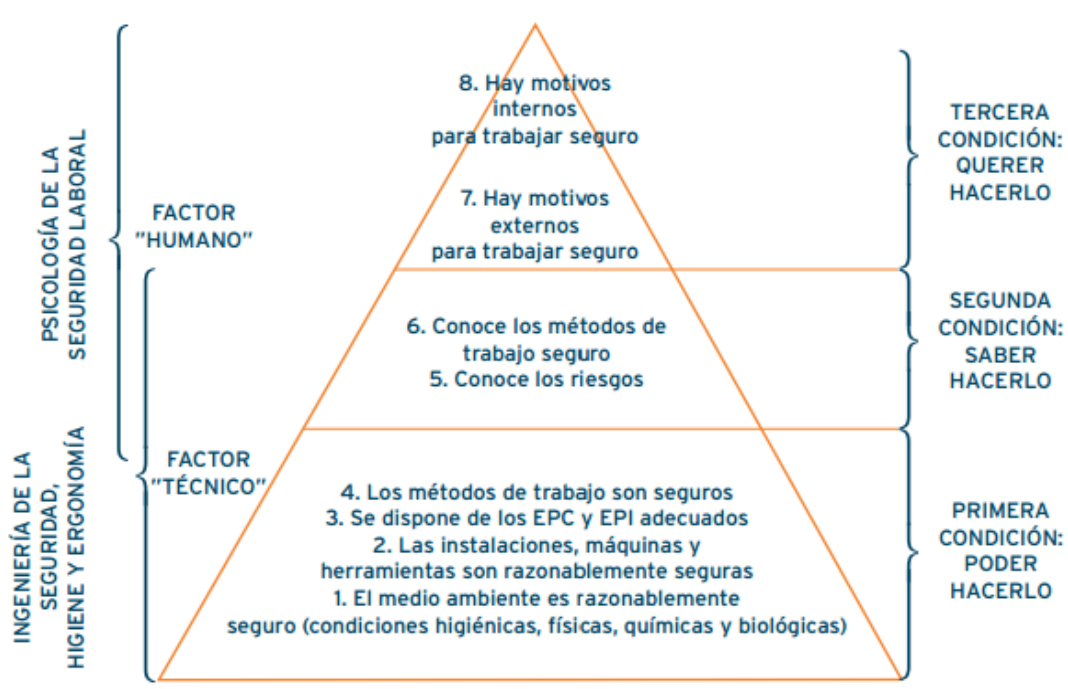 8. Hay motivos
internos
para trabajar seguro
7. Hay motivos
externos
para trabajar seguro
6. Conoce los métodos de
trabajo seguro
5. Conoce los riesgos
4. Los métodos de trabajo son seguros
3. Se dispone de los EPC y EPI adecuados
2. Las instalaciones, máquinas y
herramientas son razonablemente seguras
1. El medio ambiente es razonablemente
seguro (condiciones higiénicas, físicas, químicas y biológicas)
PSICOLOGÍA DE LA
SEGURIDAD LABORAL
FACTOR
"HUMANO"
INGENIERÍA DE LA
SEGURIDAD,
HIGIENE Y ERGONOMÍA
FACTOR
"TÉCNICO"
TERCERA
CONDICIÓN:
QUERER
HACERLO
SEGUNDA
CONDICIÓN:
SABER
HACERLO
PRIMERA
CONDICIÓN:
PODER
HACERLO